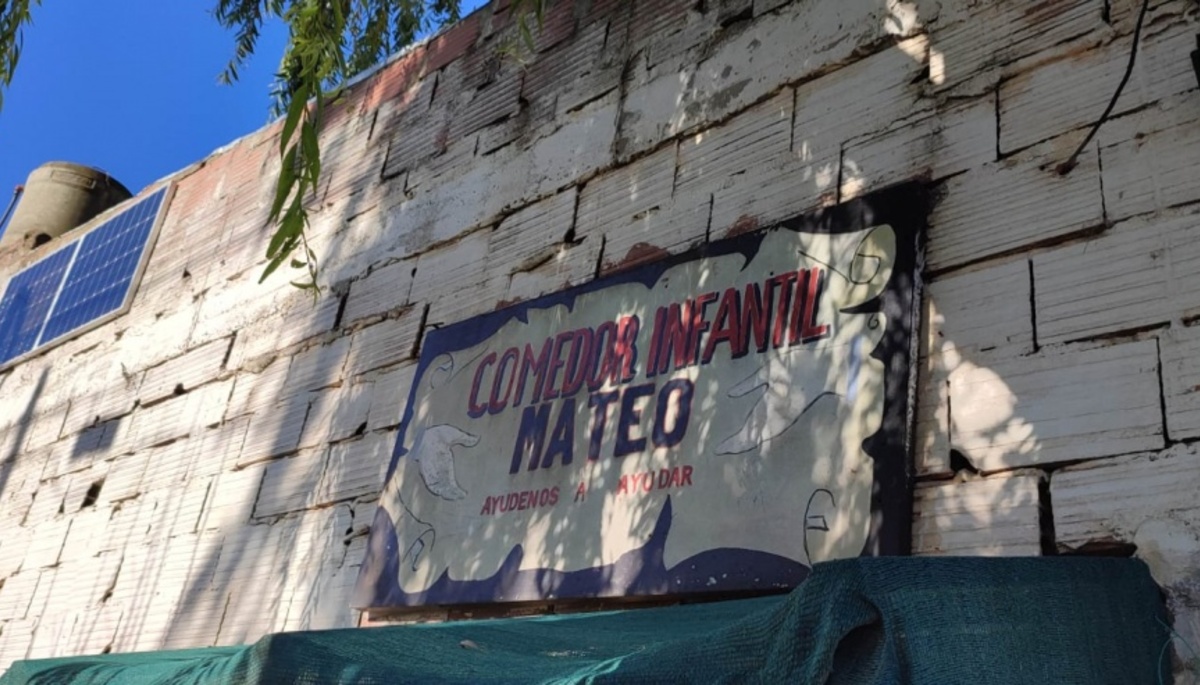 COMEDOR INFANTIL
MATEO
AYUDENOS A AYUDAR